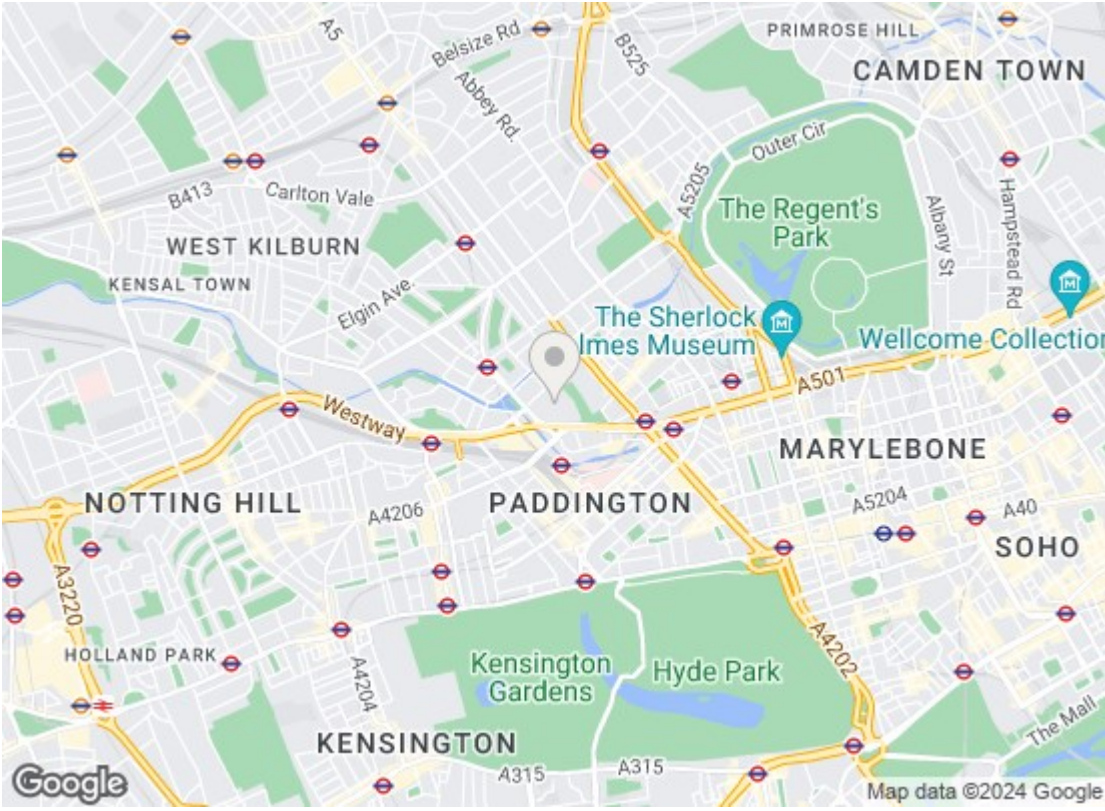 PRIMROSE HILL
A5
Belsize Rd
B525
CAMDEN TOWN
Abbey Rd.
Outer Cir
B413
Carlton Vale
A5205
Hampstead Rd
Albany St
The Regent's
Park
WEST KILBURN
KENSAL TOWN
Elgin Ave.
The Sherlock
lmes Museum
Wellcome Collection
A501
Westway
MARYLEBONE
NOTTING HILL
A4206
PADDINGTON
A5204
A40
SOHO
A3220
A4202
HOLLAND PARK
Kensington
Gardens
Hyde Park
A4204
The Mall
KENSINGTON
A315
A315
Google
Map data ©2024 Google